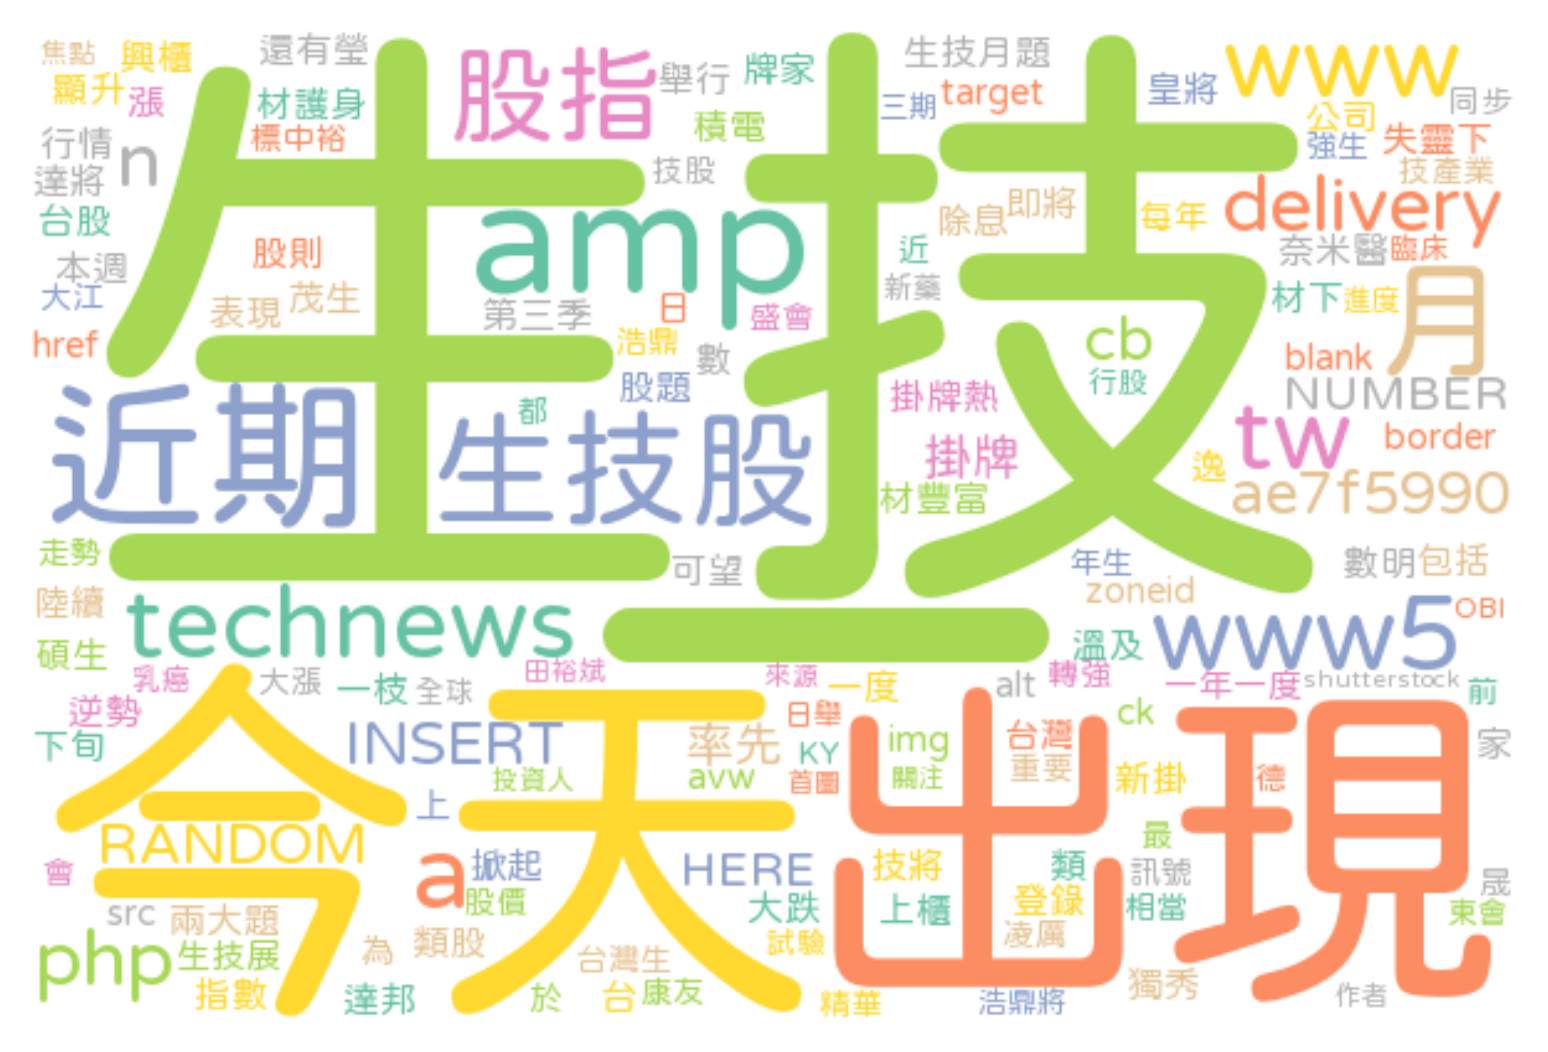 焦點
興櫃
還有瑩
股指
舉行
牌家
生技月題
www
顯升
漲
材護身
積電
三期
target
皇將
公司
同步
行情
n
標中裕
技股
生技
強生
失靈下
達將
技產業
台股
amp
除息
即將
每年
delivery
本週
股則
近
奈米醫
臨床
大江
表現
茂生
第三季
日
盛會
新藥
材下
進度
月
href
浩鼎
數
cb
blank
近期
股題
行股
NUMBER
都
生技股
掛牌熱
掛牌
tw
border
逸
材豐富
ae7f5990
走勢
可望
年生
數明
包括
陸續
technews
zoneid
www5
OBI
碩生
溫及
乳癌
大漲
一枝
全球
田裕斌
來源
一度
alt
轉強
一年一度
shutterstock
前
逆勢
下旬
今天
INSERT
率先
日舉
KY
img
台灣
ck
出現
家
投資人
avw
首圖
關注
重要
新掛
德
上
RANDOM
最
會
a
掀起
HERE
技將
類
訊號
晟
src
兩大題
股價
大跌
上櫃
登錄
相當
東會
php
生技展
為
類股
台灣生
試驗
凌厲
指數
達邦
於
台
康友
精華
浩鼎將
獨秀
作者